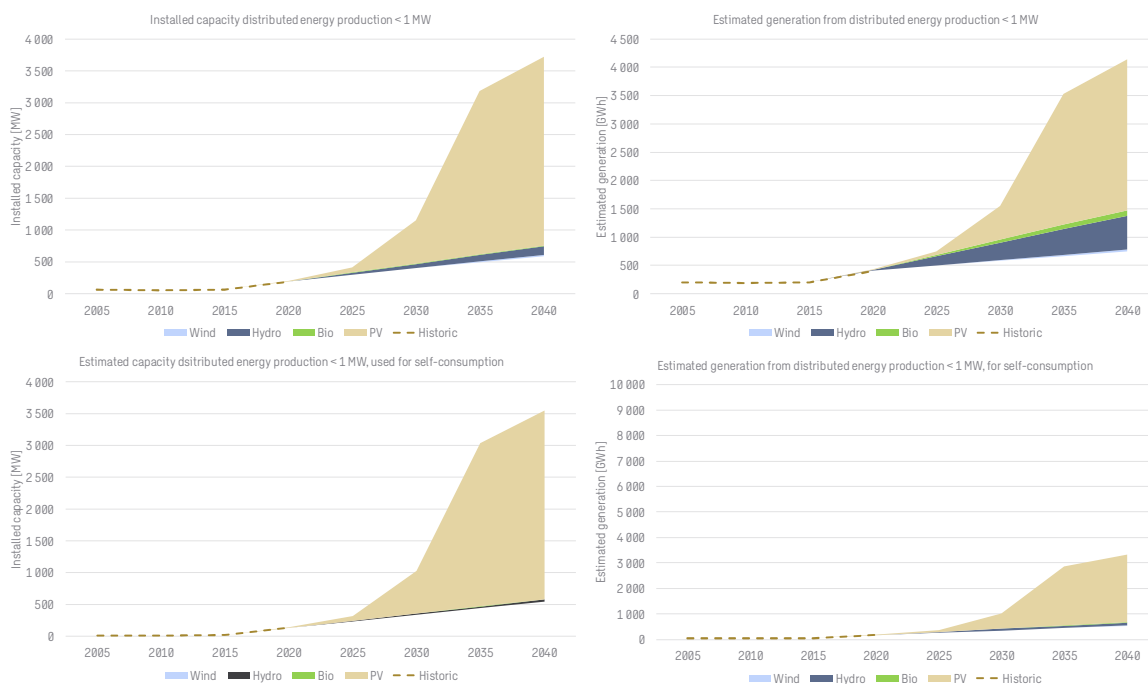 Installed capacity distributed energy production < 1 MW
4 000
3 500
3 000
2 500
2 000
1 500
1 000
500
0
Installed capacity [MW]
2005 2010 2015 2020 2025 2030 2035 2040
Wind Hydro Bio PV Historic
Estimated generation from distributed energy production < 1 MW
4 500
4 000
3 500
3 000
2 500
2 000
1 500
1 000
500
0
Estimated generation [GWh]
2005 2010 2015 2020 2025 2030 2035 2040
Wind Hydro Bio PV Historic
Estimated capacity dsitributed energy production < 1 MW, used for self-consumption
4 000
3 500
3 000
2 500
2 000
1 500
1 000
500
0
Installed capacity [MW]
2005 2010 2015 2020 2025 2030 2035 2040
Wind Hydro Bio PV Historic
Estimated generation from distributed energy production < 1 MW, for self-consumption
10 000
9 000
8 000
7 000
6 000
5 000
4 000
3 000
2 000
1 000
0
Estimated generation [GWh]
2005 2010 2015 2020 2025 2030 2035 2040
Wind Hydro Bio PV Historic